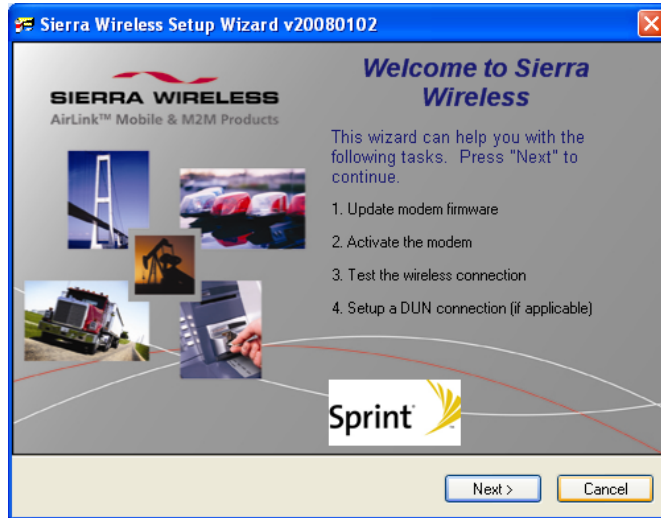 Sierra Wireless Setup Wizard v20080102
SIERRA WIRELESS
AirLink™ Mobile & M2M Products
Welcome to Sierra
Wireless
This wizard can help you with the
following tasks. Press "Next" to
continue.
1. Update modem firmware
2. Activate the modem
3. Test the wireless connection
4. Setup a DUN connection (if applicable)
Sprint
Next >
Cancel